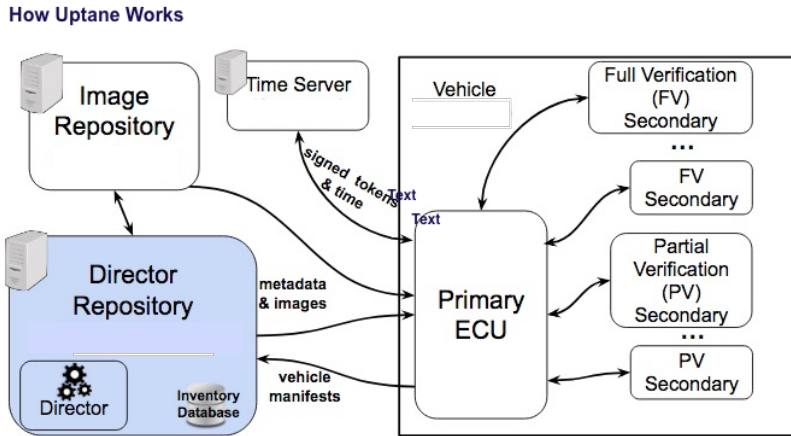 How Uptane Works
Image
Repository
Time Server
Vehicle
Full Verification
(FV)
Secondary
...
FV
Secondary
signed tokens
& time
Text
Text
Director
Repository
metadata
& images
Primary
ECU
Partial
Verification
(PV)
Secondary
...
PV
Secondary
vehicle
manifests
Director
Inventory
Database